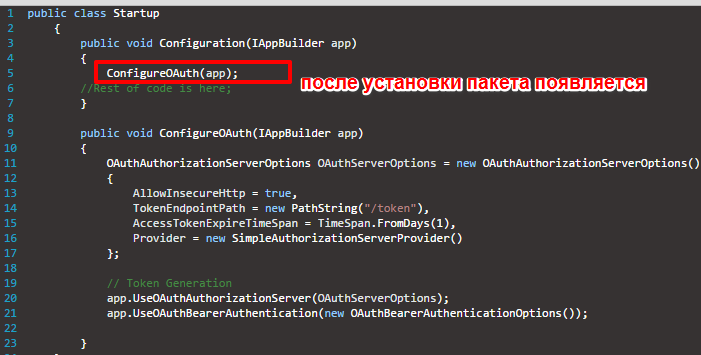 1 public class Startup
2 {
3 public void Configuration(IAppBuilder app)
4 {
5 ConfigureOAuth(app); после установки пакета появляется
6 //Rest of code is here;
7 }
8
9 public void ConfigureOAuth(IAppBuilder app)
10 {
11 OAuthAuthorizationServerOptions OAuthServerOptions = new OAuthAuthorizationServerOptions()
12 {
13 AllowInsecureHttp = true,
14 TokenEndpointPath = new PathString("/token"),
15 AccessTokenExpireTimeSpan = TimeSpan.FromDays(1),
16 Provider = new SimpleAuthorizationServerProvider()
17 };
18
19 // Token Generation
20 app.UseOAuthAuthorizationServer(OAuthServerOptions);
21 app.UseOAuthBearerAuthentication(new OAuthBearerAuthenticationOptions());
22
23 }